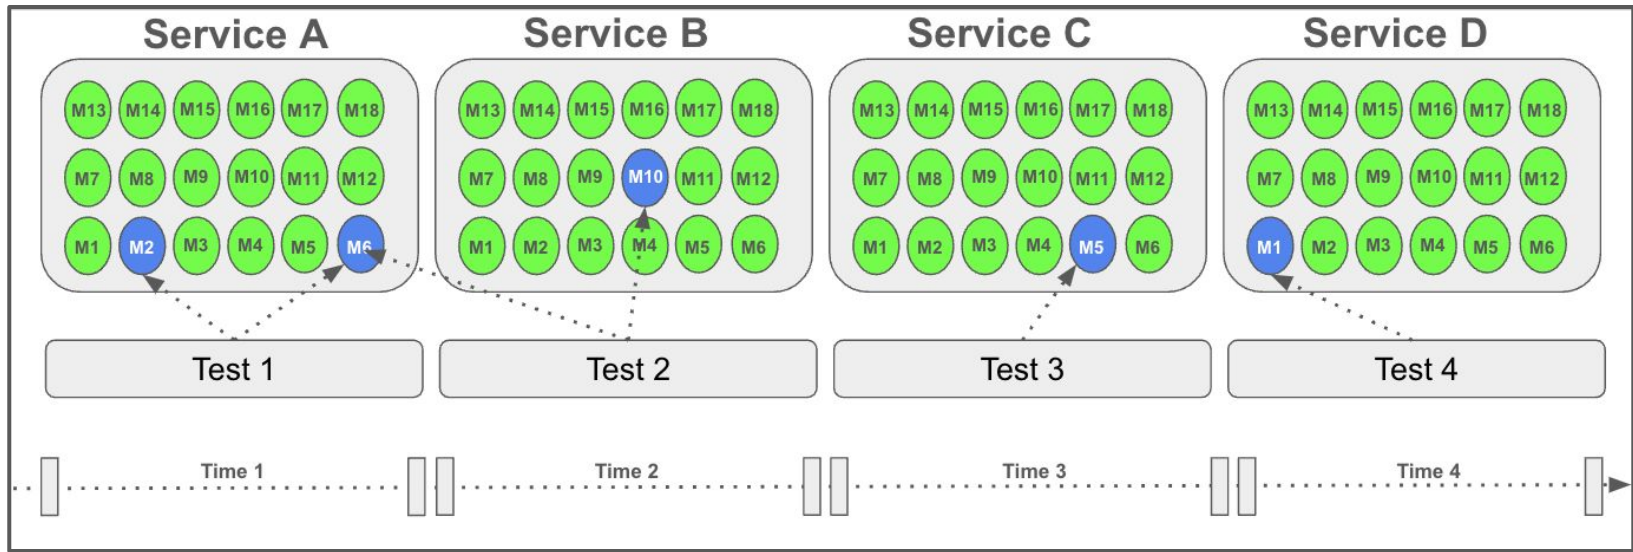 Service A Service B Service C Service D
M13 M14 M15 M16 M17 M18 M13 M14 M15 M16 M17 M18 M13 M14 M15 M16 M17 M18 M13 M14 M15 M16 M17 M18
M7 M8 M9 M10 M11 M12 M7 M8 M9 M10 M11 M12 M7 M8 M9 M10 M11 M12 M7 M8 M9 M10 M11 M12
M1 M2 M3 M4 M5 M6 M1 M2 M3 M4 M5 M6 M1 M2 M3 M4 M5 M6 M1 M2 M3 M4 M5 M6
Test 1 Test 2 Test 3 Test 4
Time 1 Time 2 Time 3 Time 4